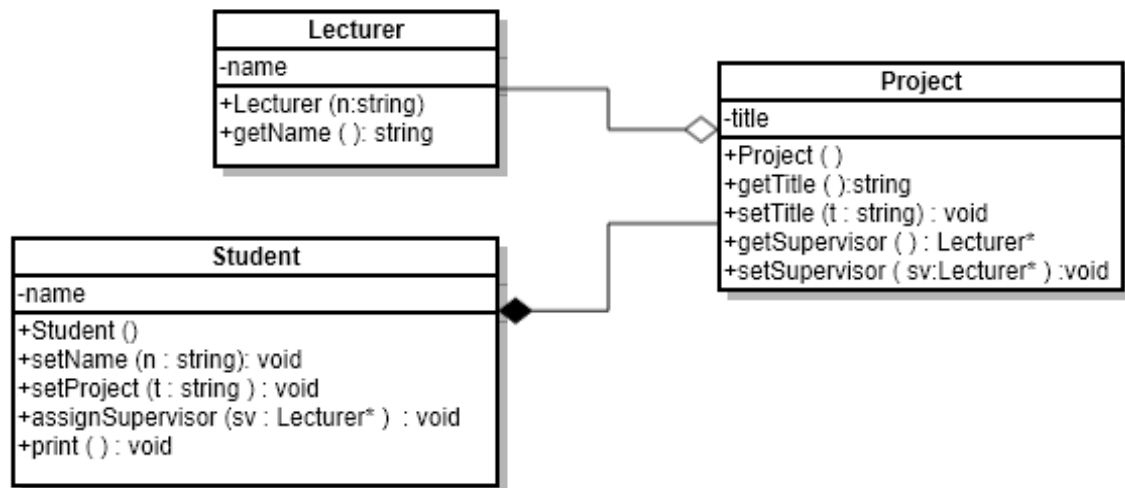 Lecturer
-name
+Lecturer (n:string)
+getName ( ): string
Project
-title
+Project ( )
+getTitle ( ):string
+setTitle (t : string) : void
+getSupervisor ( ) : Lecturer*
+setSupervisor ( sv:Lecturer* ) :void
Student
-name
+Student ()
+setName (n : string): void
+setProject (t : string ) : void
+assignSupervisor (sv : Lecturer* ) : void
+print ( ) : void